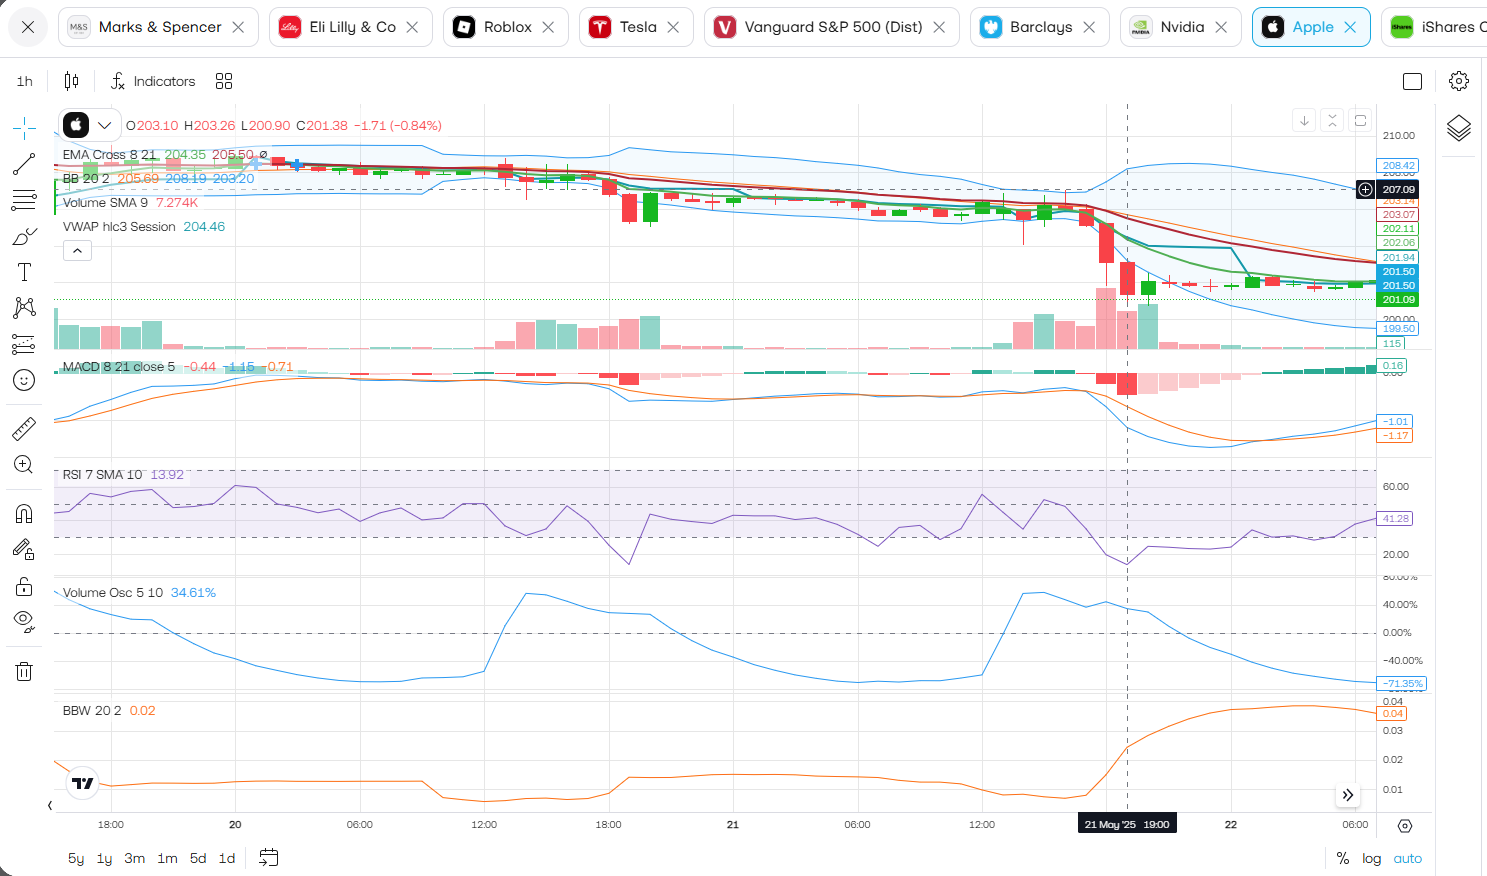 Marks & Spencer
Eli Lilly & Co
Roblox
Tesla
Vanguard S&P 500 (Dist)
Barclays
Nvidia
Apple
iShares
1h
Indicators
O203.10 H203.26 L200.90 C201.38 −1.71 (−0.84%)
EMA Cross 8 21 204.35 205.50 ∅
BB 20 2 205.69 208.19 203.20
Volume SMA 9 7.274K
VWAP hlc3 Session 204.46
210.00
208.42
207.09
203.14
203.07
202.11
202.06
201.94
201.50
201.50
201.09
200.00
199.50
115
MACD 8 21 close 5 −0.44 −1.15 −0.71
0.16
−1.01
−1.17
RSI 7 SMA 10 13.92
60.00
41.28
20.00
Volume Osc 5 10 34.61%
80.00%
40.00%
0.00%
−40.00%
−71.35%
BBW 20 2 0.02
0.04
0.04
0.03
0.02
0.01
18:00 20 06:00 12:00 18:00 21 06:00 12:00 21 May '25 19:00 22 06:00
5y 1y 3m 1m 5d 1d
% log auto